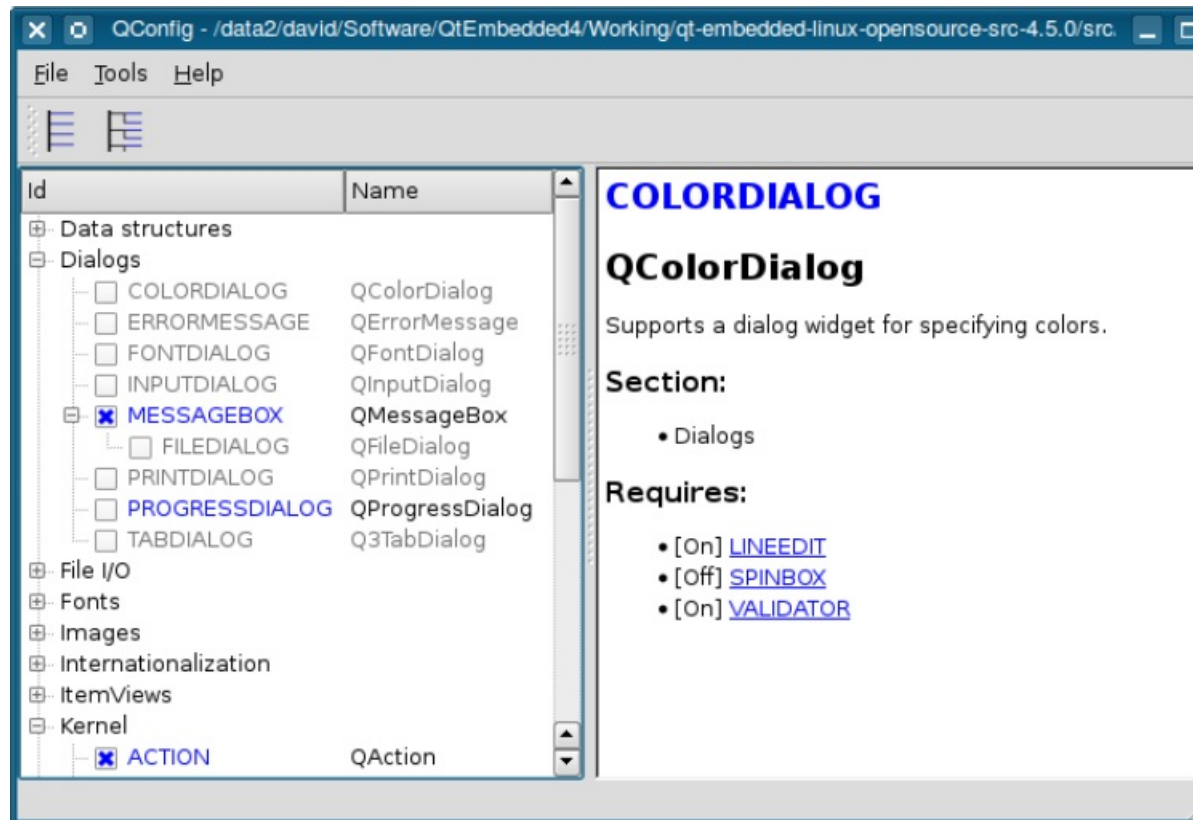 QConfig - /data2/david/Software/QtEmbedded4/Working/qt-embedded-linux-opensource-src-4.5.0/src.
File Tools Help
Id Name
Data structures
Dialogs
COLORDIALOG QColorDialog
ERRORMESSAGE QErrorMessage
FONTDIALOG QFontDialog
INPUTDIALOG QInputDialog
MESSAGEBOX QMessageBox
FILEDIALOG QFileDialog
PRINTDIALOG QPrintDialog
PROGRESSDIALOG QProgressDialog
TABDIALOG Q3TabDialog
File I/O
Fonts
Images
Internationalization
ItemViews
Kernel
ACTION QAction
COLORDIALOG
QColorDialog
Supports a dialog widget for specifying colors.
Section:
• Dialogs
Requires:
• [On] LINEEDIT
• [Off] SPINBOX
• [On] VALIDATOR